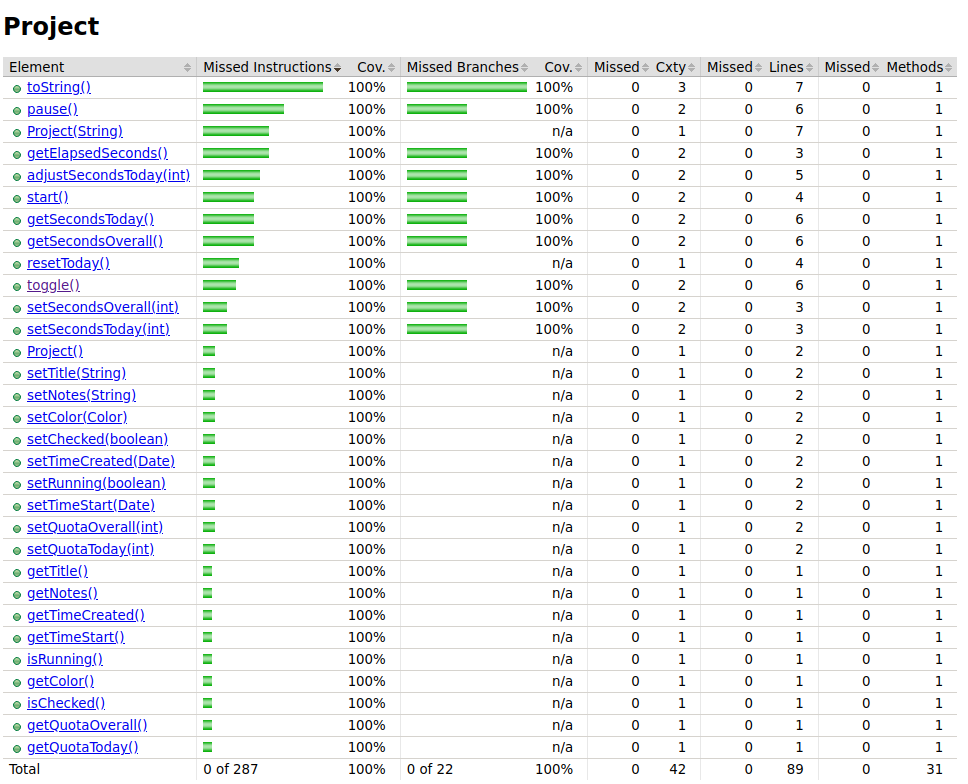 Project
Element Missed Instructions Cov. Missed Branches Cov. Missed Cxty Missed Lines Missed Methods
toString() 100% 100% 0 3 0 7 0 1
pause() 100% 100% 0 2 0 6 0 1
Project(String) 100% n/a 0 1 0 7 0 1
getElapsedSeconds() 100% 100% 0 2 0 3 0 1
adjustSecondsToday(int) 100% 100% 0 2 0 5 0 1
start() 100% 100% 0 2 0 4 0 1
getSecondsToday() 100% 100% 0 2 0 6 0 1
getSecondsOverall() 100% 100% 0 2 0 6 0 1
resetToday() 100% n/a 0 1 0 4 0 1
toggle() 100% 100% 0 2 0 6 0 1
setSecondsOverall(int) 100% 100% 0 2 0 3 0 1
setSecondsToday(int) 100% 100% 0 2 0 3 0 1
Project() 100% n/a 0 1 0 2 0 1
setTitle(String) 100% n/a 0 1 0 2 0 1
setNotes(String) 100% n/a 0 1 0 2 0 1
setColor(Color) 100% n/a 0 1 0 2 0 1
setChecked(boolean) 100% n/a 0 1 0 2 0 1
setTimeCreated(Date) 100% n/a 0 1 0 2 0 1
setRunning(boolean) 100% n/a 0 1 0 2 0 1
setTimeStart(Date) 100% n/a 0 1 0 2 0 1
setQuotaOverall(int) 100% n/a 0 1 0 2 0 1
setQuotaToday(int) 100% n/a 0 1 0 2 0 1
getTitle() 100% n/a 0 1 0 1 0 1
getNotes() 100% n/a 0 1 0 1 0 1
getTimeCreated() 100% n/a 0 1 0 1 0 1
getTimeStart() 100% n/a 0 1 0 1 0 1
isRunning() 100% n/a 0 1 0 1 0 1
getColor() 100% n/a 0 1 0 1 0 1
isChecked() 100% n/a 0 1 0 1 0 1
getQuotaOverall() 100% n/a 0 1 0 1 0 1
getQuotaToday() 100% n/a 0 1 0 1 0 1
Total 0 of 287 100% 0 of 22 100% 0 42 0 89 0 31